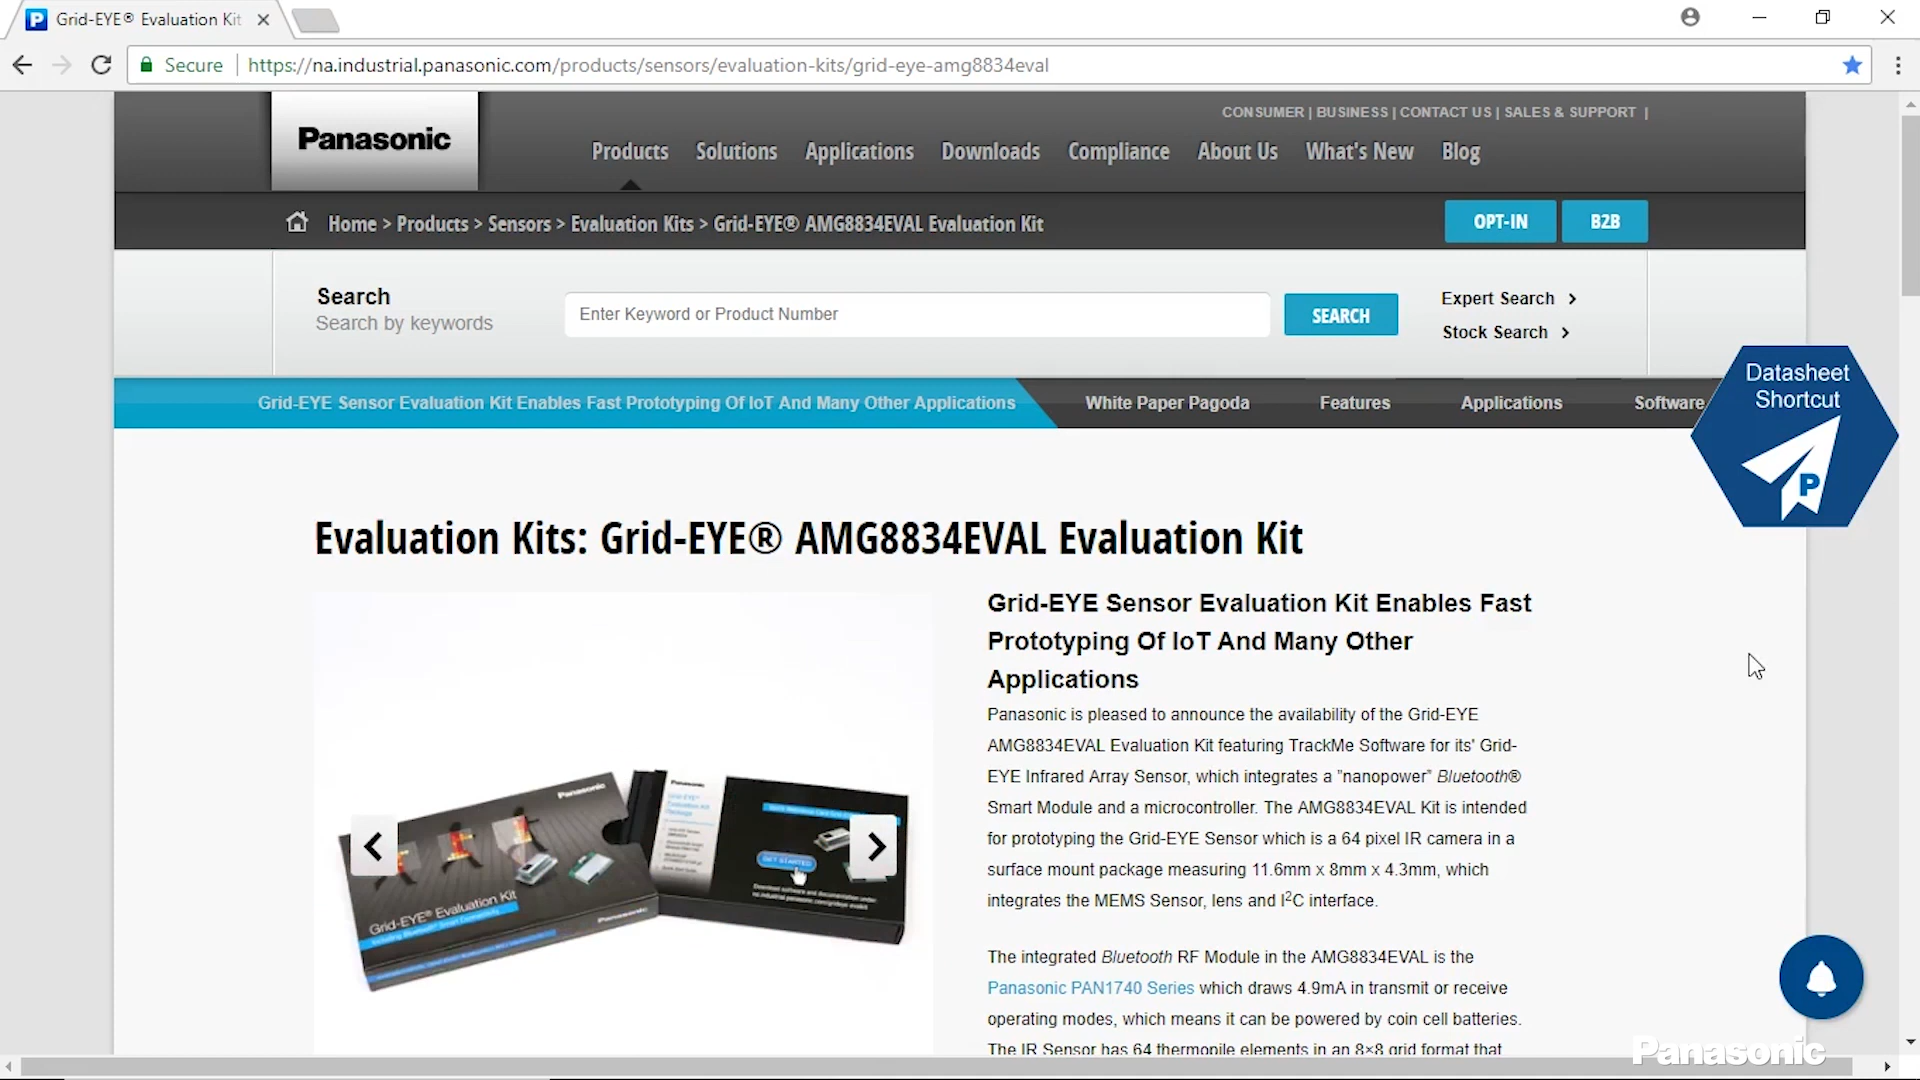 Grid-EYE® Evaluation Kit
Secure
https://na.industrial.panasonic.com/products/sensors/evaluation-kits/grid-eye-amg8834eval
CONSUMER | BUSINESS | CONTACT US | SALES & SUPPORT |
Panasonic
Products Solutions Applications Downloads Compliance About Us What's New Blog
Home > Products > Sensors > Evaluation Kits > Grid-EYE® AMG8834EVAL Evaluation Kit
OPT-IN B2B
Search
Search by keywords
Enter Keyword or Product Number
SEARCH
Expert Search
Stock Search
Grid-EYE Sensor Evaluation Kit Enables Fast Prototyping Of IoT And Many Other Applications
White Paper Pagoda Features Applications Software
Datasheet
Shortcut
P
Evaluation Kits: Grid-EYE® AMG8834EVAL Evaluation Kit
Panasonic
Grid-EYE® Evaluation Kit
Including Bluetooth® Smart Connectivity
Panasonic
Panasonic
GET STARTED
Grid-EYE Sensor Evaluation Kit Enables Fast
Prototyping Of IoT And Many Other
Applications
Panasonic is pleased to announce the availability of the Grid-EYE
AMG8834EVAL Evaluation Kit featuring TrackMe Software for its' Grid-
EYE Infrared Array Sensor, which integrates a "nanopower" Bluetooth®
Smart Module and a microcontroller. The AMG8834EVAL Kit is intended
for prototyping the Grid-EYE Sensor which is a 64 pixel IR camera in a
surface mount package measuring 11.6mm x 8mm x 4.3mm, which
integrates the MEMS Sensor, lens and I²C interface.
The integrated Bluetooth RF Module in the AMG8834EVAL is the
Panasonic PAN1740 Series which draws 4.9mA in transmit or receive
operating modes, which means it can be powered by coin cell batteries.
The IR Sensor has 64 thermopile elements in an 8×8 grid format that
Panasonic